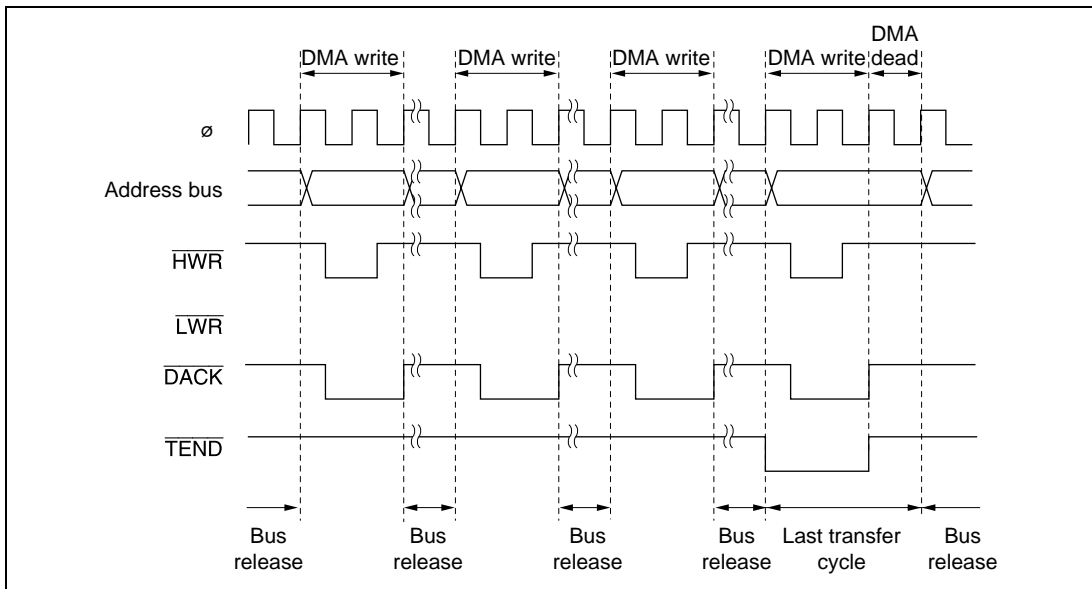 DMA
DMA write DMA write DMA write DMA write dead
ø
Address bus
HWR
LWR
DACK
TEND
Bus Bus Bus Bus Last transfer Bus
release release release release cycle release